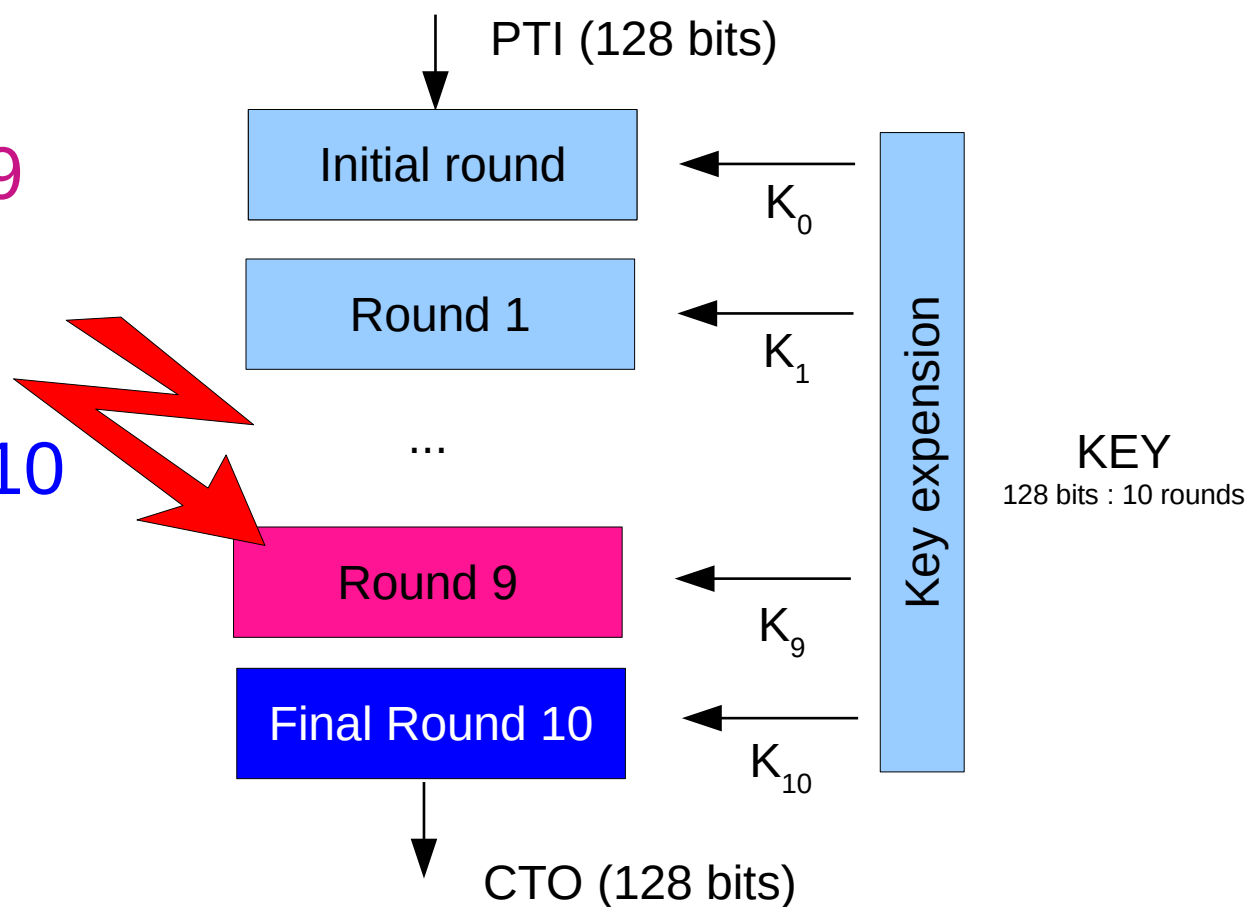 PTI (128 bits)
9
Initial round
K0
Round 1
K1
...
10
Key expension
KEY
128 bits : 10 rounds
Round 9
K9
Final Round 10
K10
CTO (128 bits)